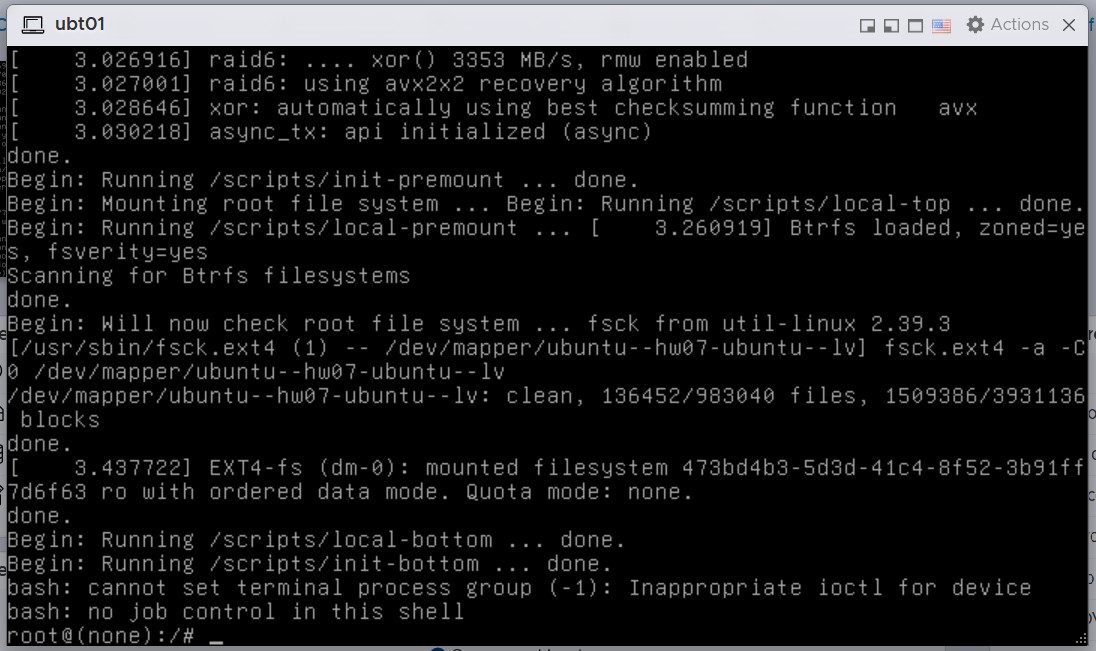 ubt01
Actions
[    3.026916] raid6: .... xor() 3353 MB/s, rmw enabled
[    3.027001] raid6: using avx2x2 recovery algorithm
[    3.028646] xor: automatically using best checksumming function   avx
[    3.030218] async_tx: api initialized (async)
done.
Begin: Running /scripts/init-premount ... done.
Begin: Mounting root file system ... Begin: Running /scripts/local-top ... done.
Begin: Running /scripts/local-premount ... [    3.260919] Btrfs loaded, zoned=ye
s, fsverity=yes
Scanning for Btrfs filesystems
done.
Begin: Will now check root file system ... fsck from util-linux 2.39.3
[/usr/sbin/fsck.ext4 (1) -- /dev/mapper/ubuntu--hw07-ubuntu--lv] fsck.ext4 -a -C
0 /dev/mapper/ubuntu--hw07-ubuntu--lv
/dev/mapper/ubuntu--hw07-ubuntu--lv: clean, 136452/983040 files, 1509386/3931136
 blocks
done.
[    3.437722] EXT4-fs (dm-0): mounted filesystem 473bd4b3-5d3d-41c4-8f52-3b91ff
7d6f63 ro with ordered data mode. Quota mode: none.
done.
Begin: Running /scripts/local-bottom ... done.
Begin: Running /scripts/init-bottom ... done.
bash: cannot set terminal process group (-1): Inappropriate ioctl for device
bash: no job control in this shell
root@(none):/# _